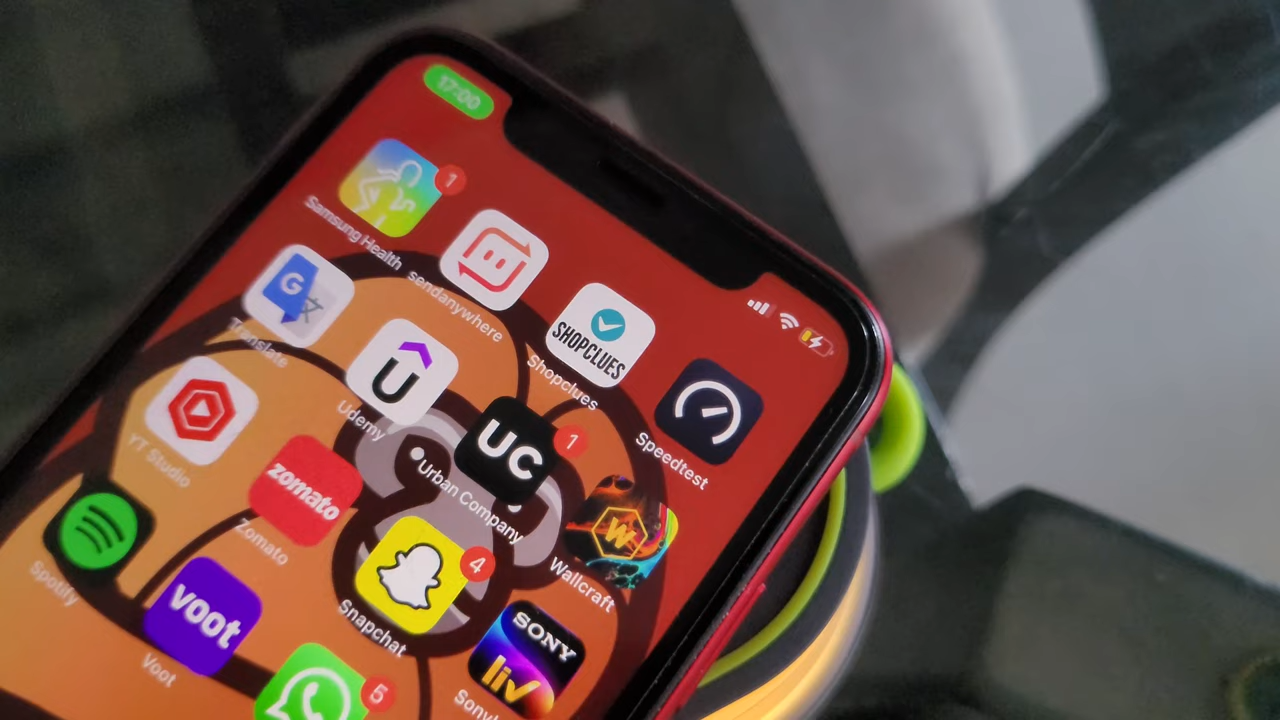 17:00
1
Samsung Health
sendanywhere
SHOPCLUES
Shopclues
Speedtest
G
Translate
U
Udemy
UC
1
Urban Company
W
Wallcraft
YT Studio
zomato
Zomato
4
Snapchat
SONY
liv
Spotify
voot
Voot
5